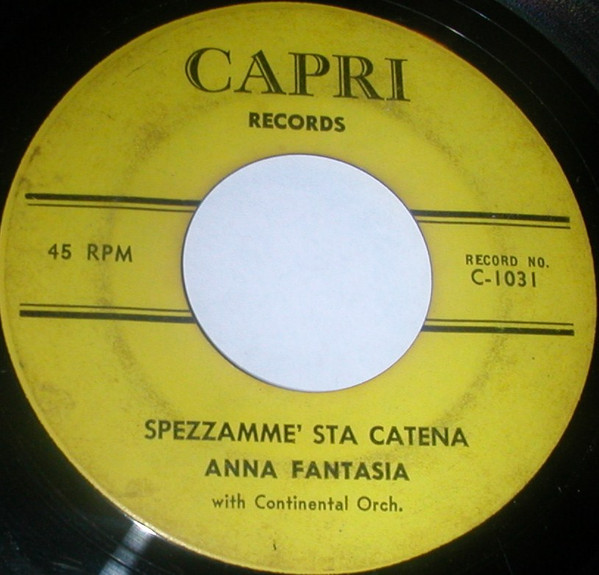 CAPRI
RECORDS
45 RPM
RECORD NO.
C-1031
SPEZZAMME' STA CATENA
ANNA FANTASIA
with Continental Orch.